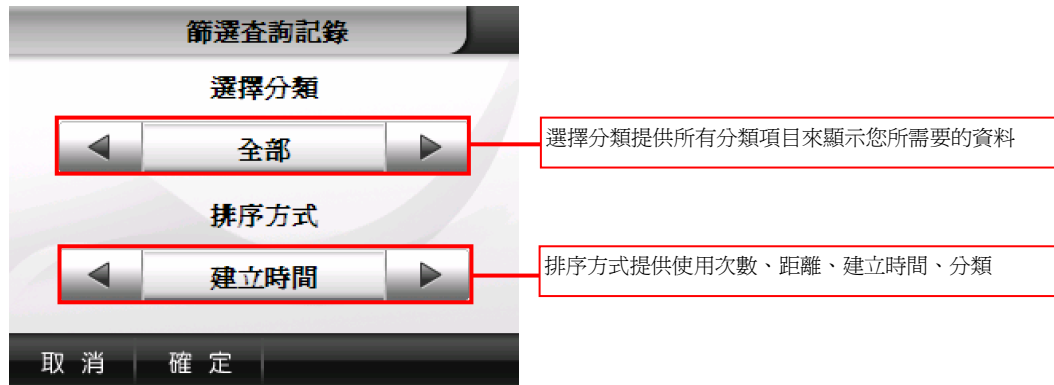 篩選查詢記錄
選擇分類
全部
選擇分類提供所有分類項目來顯示您所需要的資料
排序方式
建立時間
排序方式提供使用次數、距離、建立時間、分類
取消 確定